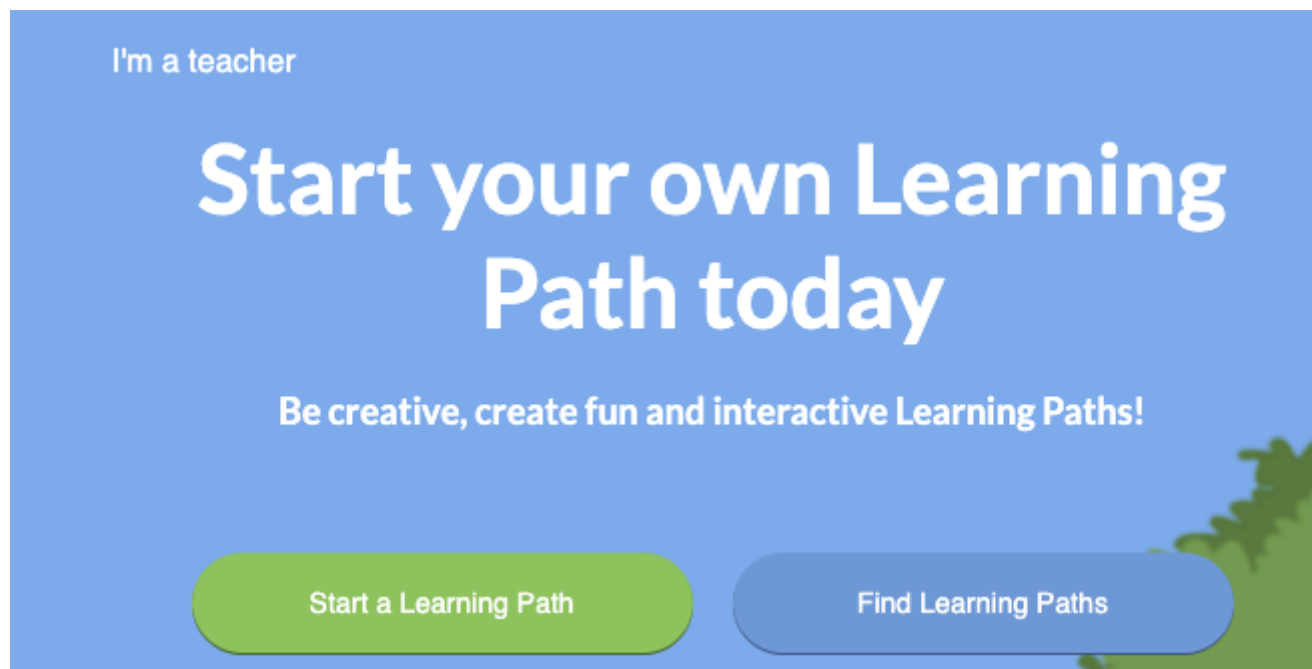 I'm a teacher
Start your own Learning
Path today
Be creative, create fun and interactive Learning Paths!
Start a Learning Path
Find Learning Paths